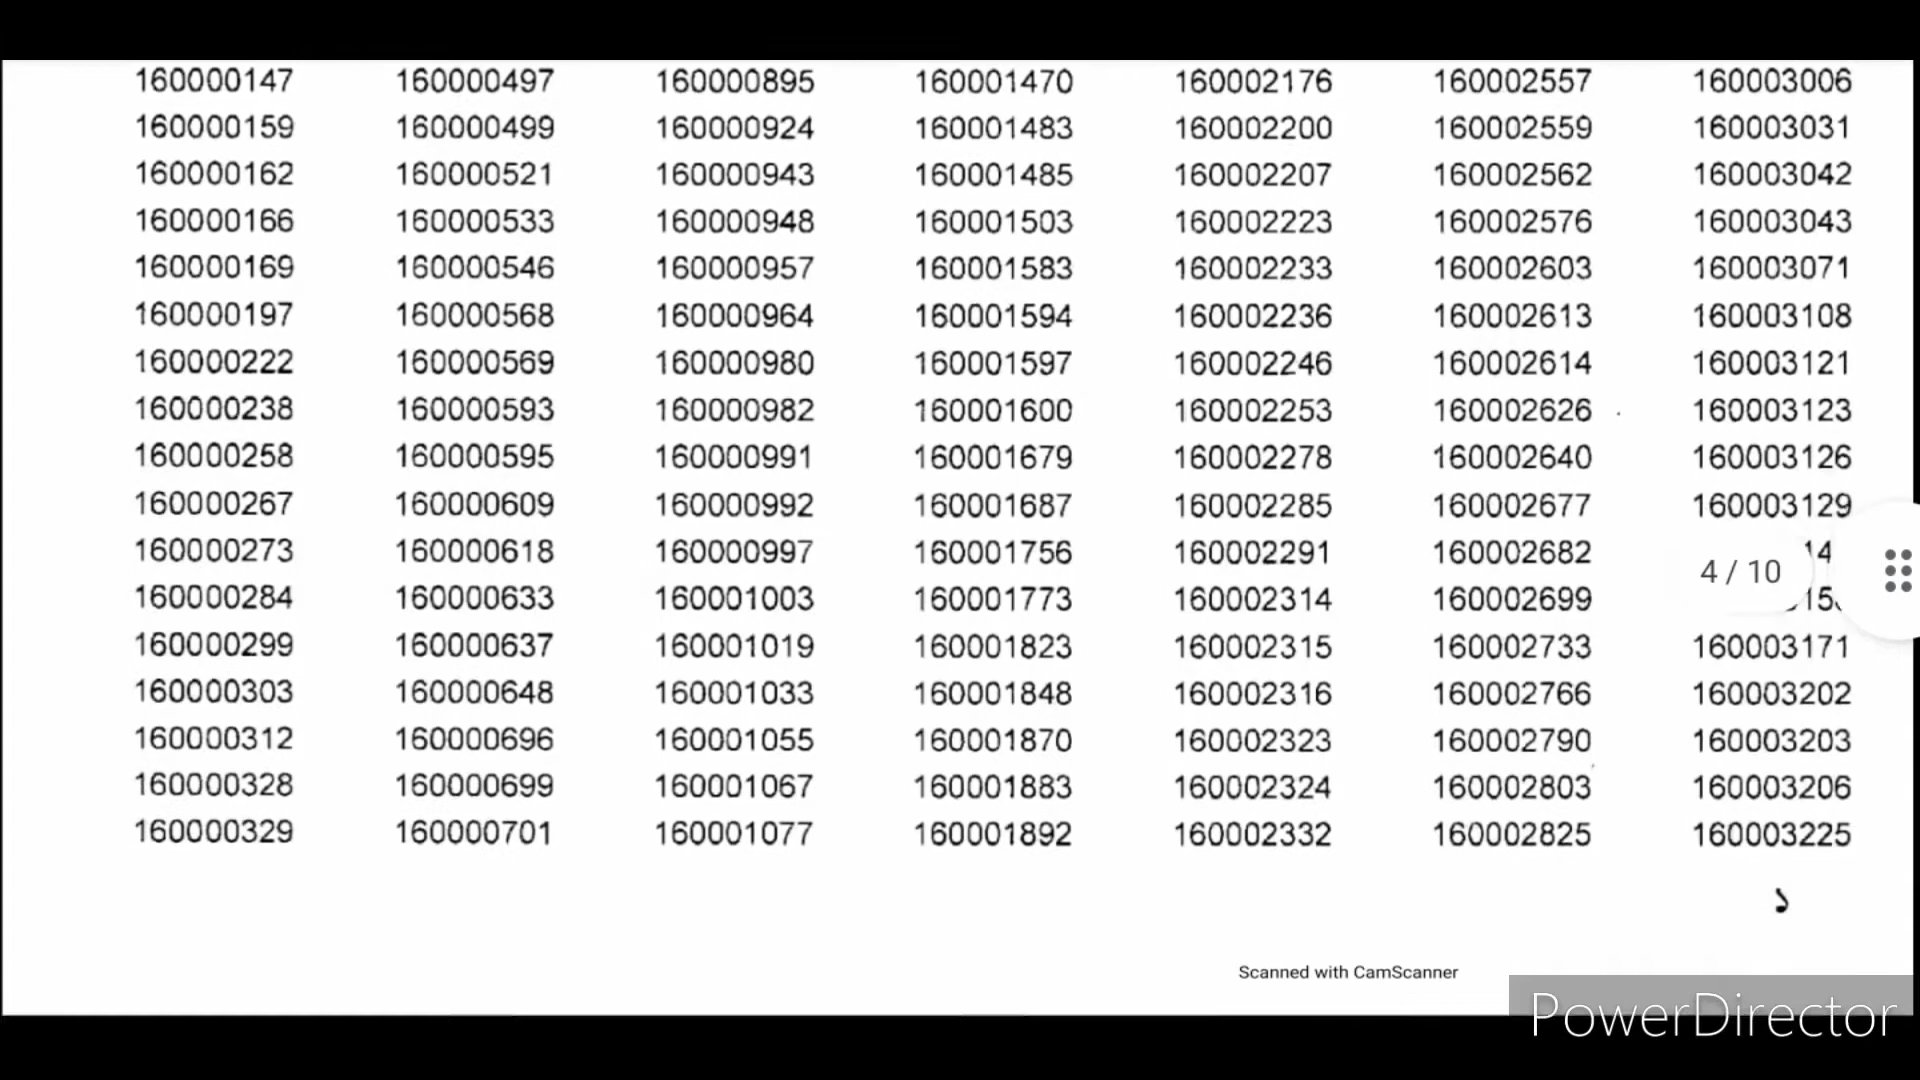 160000147 160000497 160000895 160001470 160002176 160002557 160003006
160000159 160000499 160000924 160001483 160002200 160002559 160003031
160000162 160000521 160000943 160001485 160002207 160002562 160003042
160000166 160000533 160000948 160001503 160002223 160002576 160003043
160000169 160000546 160000957 160001583 160002233 160002603 160003071
160000197 160000568 160000964 160001594 160002236 160002613 160003108
160000222 160000569 160000980 160001597 160002246 160002614 160003121
160000238 160000593 160000982 160001600 160002253 160002626 160003123
160000258 160000595 160000991 160001679 160002278 160002640 160003126
160000267 160000609 160000992 160001687 160002285 160002677 160003129
160000273 160000618 160000997 160001756 160002291 160002682
4 / 10
160000284 160000633 160001003 160001773 160002314 160002699
160000299 160000637 160001019 160001823 160002315 160002733 160003171
160000303 160000648 160001033 160001848 160002316 160002766 160003202
160000312 160000696 160001055 160001870 160002323 160002790 160003203
160000328 160000699 160001067 160001883 160002324 160002803 160003206
160000329 160000701 160001077 160001892 160002332 160002825 160003225
১
Scanned with CamScanner
PowerDirector